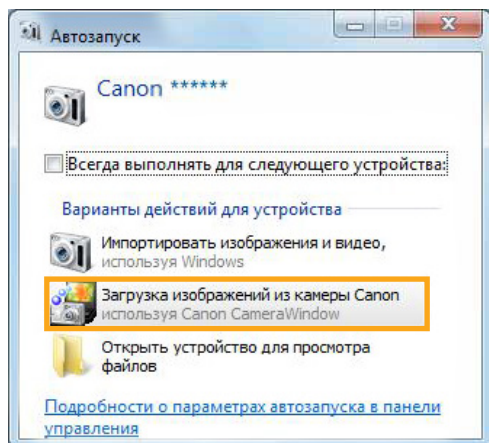 Автозапуск
Canon ******
Всегда выполнять для следующего устройства:
Варианты действий для устройства
Импортировать изображения и видео,
используя Windows
Загрузка изображений из камеры Canon
используя Canon CameraWindow
Открыть устройство для просмотра
файлов
Подробности о параметрах автозапуска в панели
управления